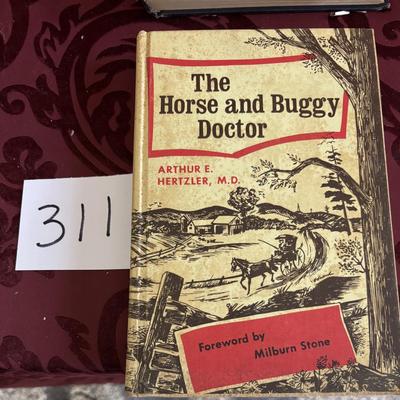 The
Horse and Buggy
Doctor
ARTHUR E.
HERTZLER, M.D.
311
Foreword by
Milburn Stone